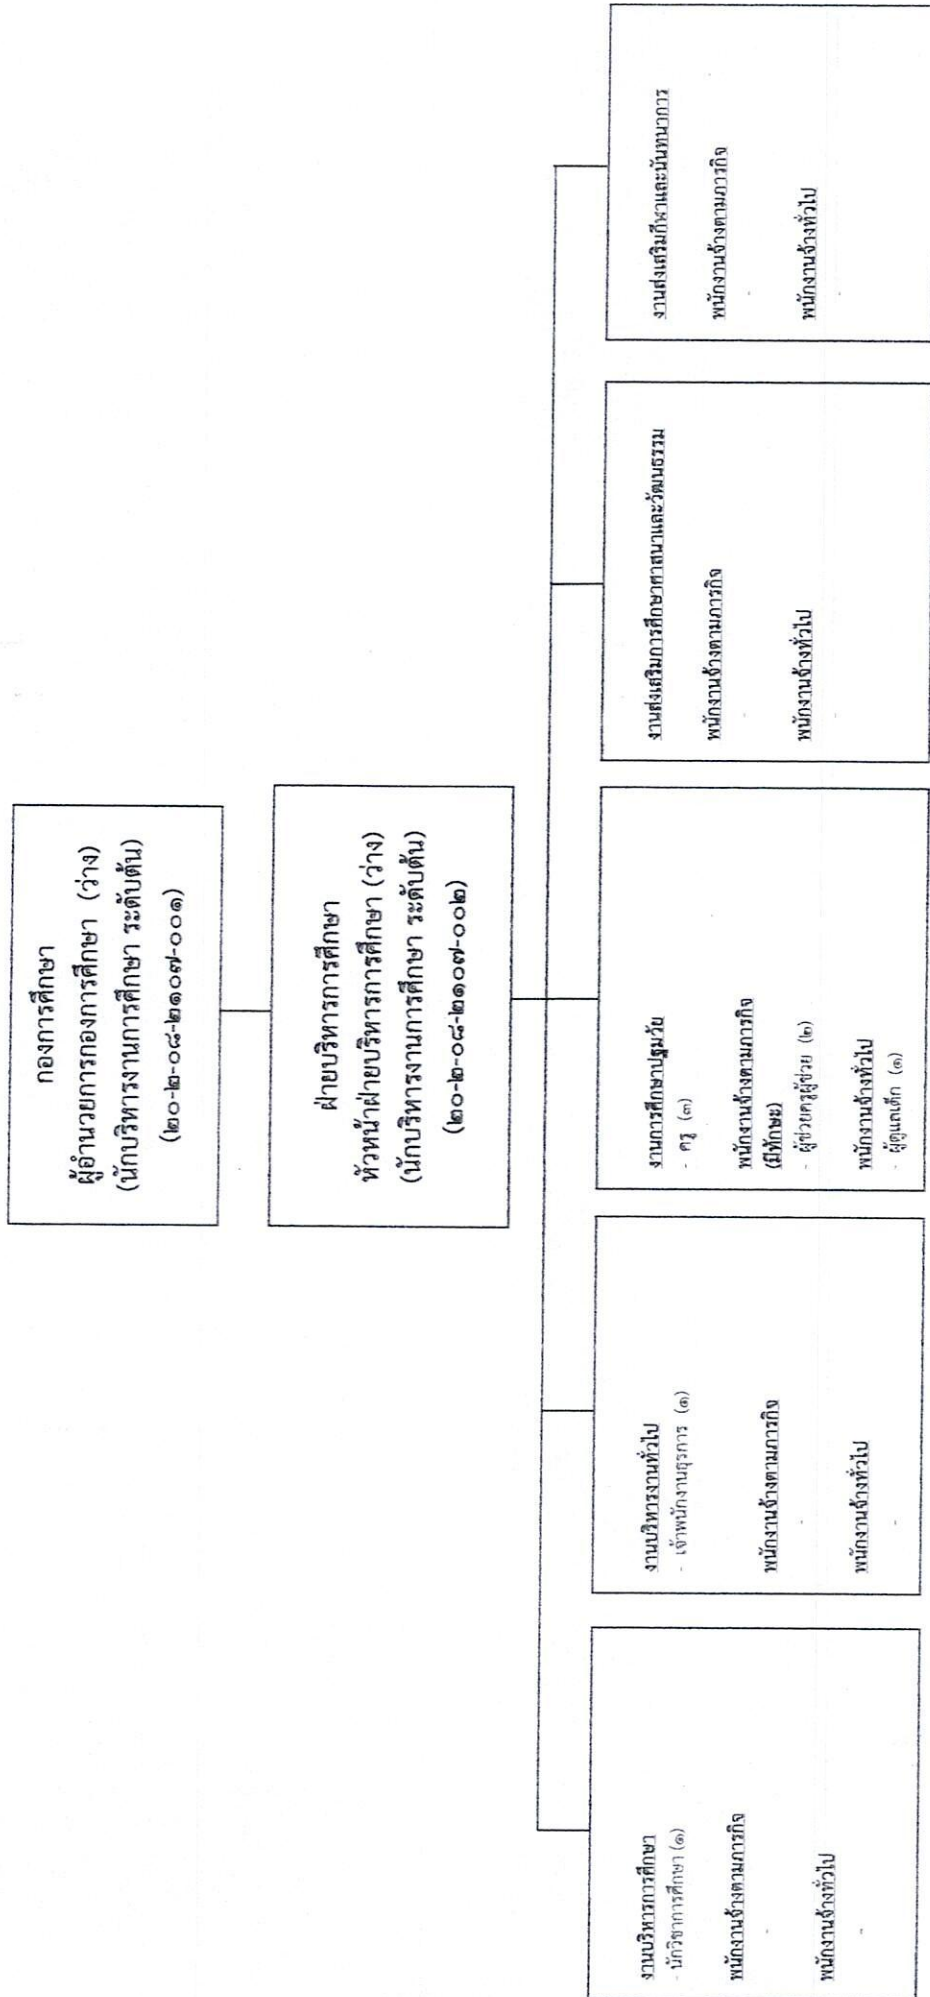 กองการศึกษา
ผู้อำนวยการกองการศึกษา (ว่าง)
(นักบริหารงานการศึกษา ระดับต้น)
(๒๐-๒-๐๘-๒๑๐๗-๐๐๑)
ฝ่ายบริหารการศึกษา
หัวหน้าฝ่ายบริหารการศึกษา (ว่าง)
(นักบริหารงานการศึกษา ระดับต้น)
(๒๐-๒-๐๘-๒๑๐๗-๐๐๒)
งานบริหารการศึกษา
- นักวิชาการศึกษา (๑)
พนักงานจ้างตามภารกิจ
-
พนักงานจ้างทั่วไป
-
งานบริหารงานทั่วไป
- เจ้าพนักงานธุรการ (๑)
พนักงานจ้างตามภารกิจ
-
พนักงานจ้างทั่วไป
-
งานการศึกษาปฐมวัย
- ครู (๓)
พนักงานจ้างตามภารกิจ
(มีทักษะ)
- ผู้ช่วยครูผู้ช่วย (๒)
พนักงานจ้างทั่วไป
- ผู้ดูแลเด็ก (๑)
งานส่งเสริมการศึกษาศาสนาและวัฒนธรรม
พนักงานจ้างตามภารกิจ
-
พนักงานจ้างทั่วไป
-
งานส่งเสริมกีฬาและนันทนาการ
พนักงานจ้างตามภารกิจ
-
พนักงานจ้างทั่วไป
-